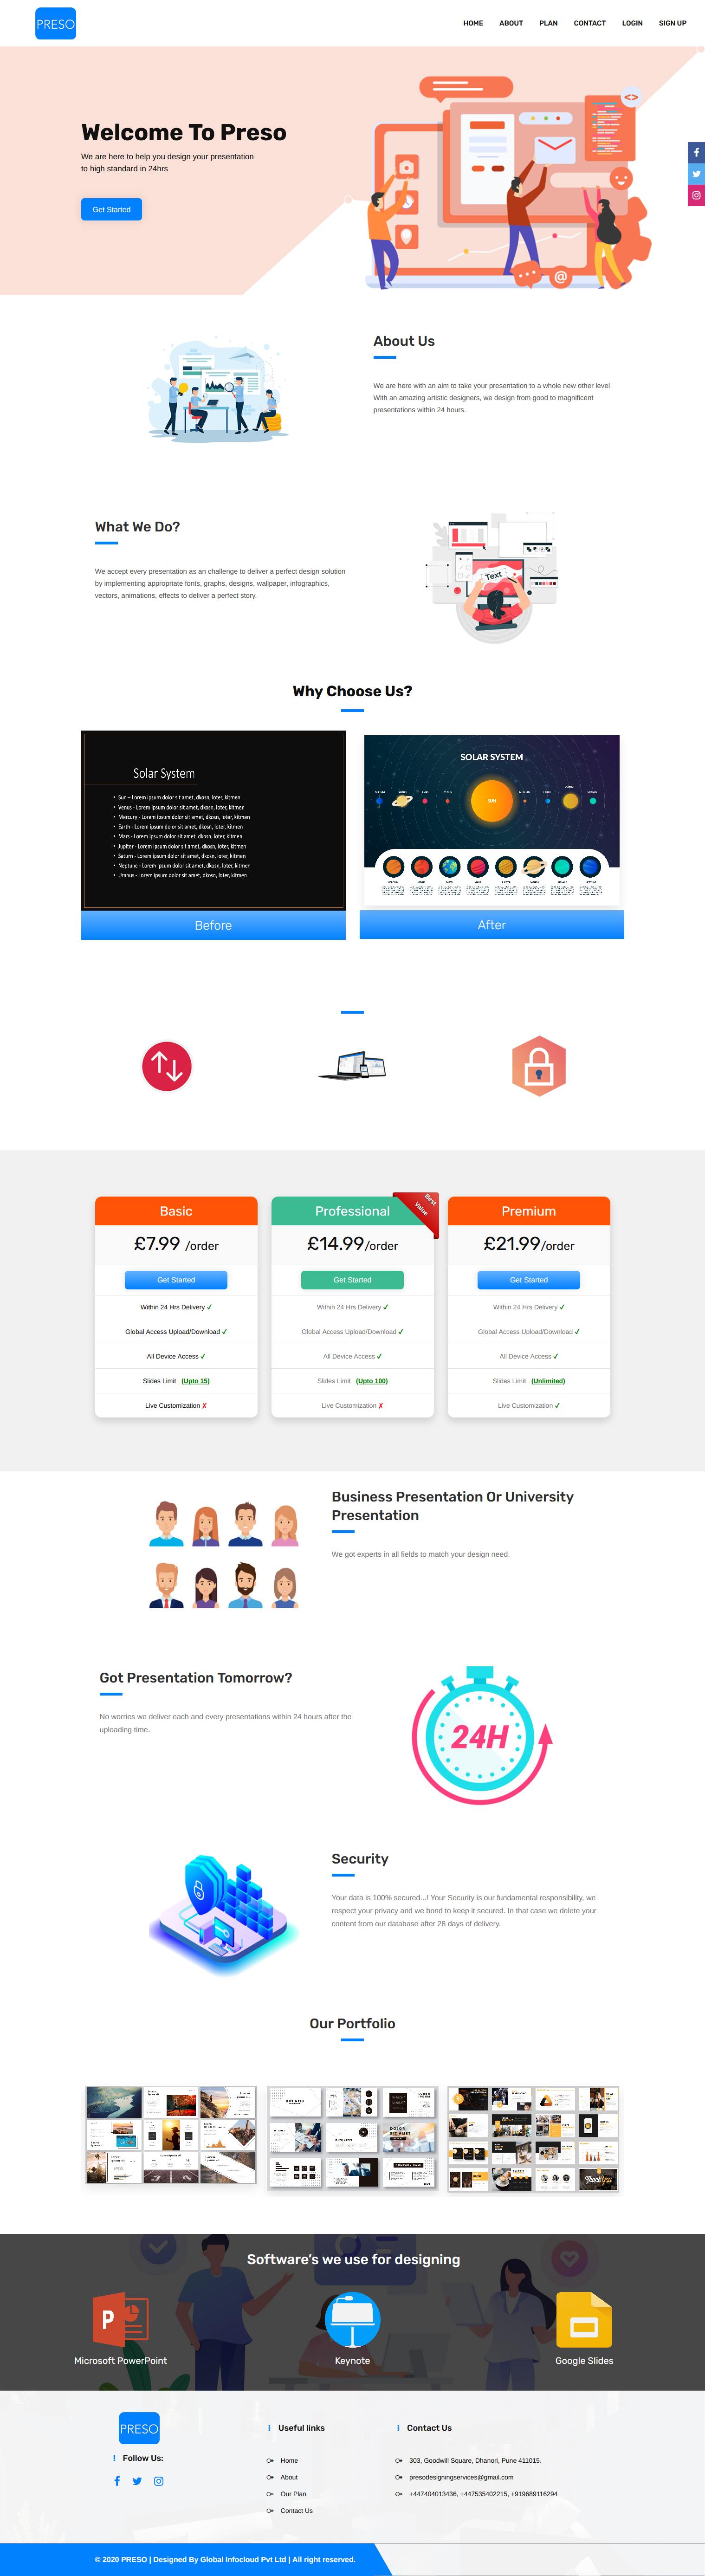 PRESO
HOME ABOUT PLAN CONTACT LOGIN SIGN UP
Welcome To Preso
We are here to help you design your presentation
to high standard in 24hrs
Get Started
<>
@
About Us
We are here with an aim to take your presentation to a whole new other level
With an amazing artistic designers, we design from good to magnificent
presentations within 24 hours.
What We Do?
We accept every presentation as an challenge to deliver a perfect design solution
by implementing appropriate fonts, graphs, designs, wallpaper, infographics,
vectors, animations, effects to deliver a perfect story.
Text
Why Choose Us?
Solar System
• Sun – Lorem ipsum dolor sit amet, dkosn, loter, kitmen
• Venus - Lorem ipsum dolor sit amet, dkosn, loter, kitmen
• Mercury - Lorem ipsum dolor sit amet, dkosn, loter, kitmen
• Earth - Lorem ipsum dolor sit amet, dkosn, loter, kitmen
• Mars - Lorem ipsum dolor sit amet, dkosn, loter, kitmen
• Jupiter - Lorem ipsum dolor sit amet, dkosn, loter, kitmen
• Saturn - Lorem ipsum dolor sit amet, dkosn, loter, kitmen
• Neptune - Lorem ipsum dolor sit amet, dkosn, loter, kitmen
• Uranus - Lorem ipsum dolor sit amet, dkosn, loter, kitmen
Before
SOLAR SYSTEM
SUN
After
Basic
£7.99 /order
Get Started
Within 24 Hrs Delivery ✓
Global Access Upload/Download ✓
All Device Access ✓
Slides Limit (Upto 15)
Live Customization ✗
Professional
Best
Value
£14.99/order
Get Started
Within 24 Hrs Delivery ✓
Global Access Upload/Download ✓
All Device Access ✓
Slides Limit (Upto 100)
Live Customization ✗
Premium
£21.99/order
Get Started
Within 24 Hrs Delivery ✓
Global Access Upload/Download ✓
All Device Access ✓
Slides Limit (Unlimited)
Live Customization ✓
Business Presentation Or University
Presentation
We got experts in all fields to match your design need.
Got Presentation Tomorrow?
No worries we deliver each and every presentations within 24 hours after the
uploading time.
24H
Security
Your data is 100% secured...! Your Security is our fundamental responsibility, we
respect your privacy and we bond to keep it secured. In that case we delete your
content from our database after 28 days of delivery.
Our Portfolio
Software's we use for designing
P
Microsoft PowerPoint
Keynote
Google Slides
PRESO
Follow Us:
Useful links
Home
About
Our Plan
Contact Us
Contact Us
303, Goodwill Square, Dhanori, Pune 411015.
presodesigningservices@gmail.com
+447404013436, +447535402215, +919689116294
© 2020 PRESO | Designed By Global Infocloud Pvt Ltd | All right reserved.